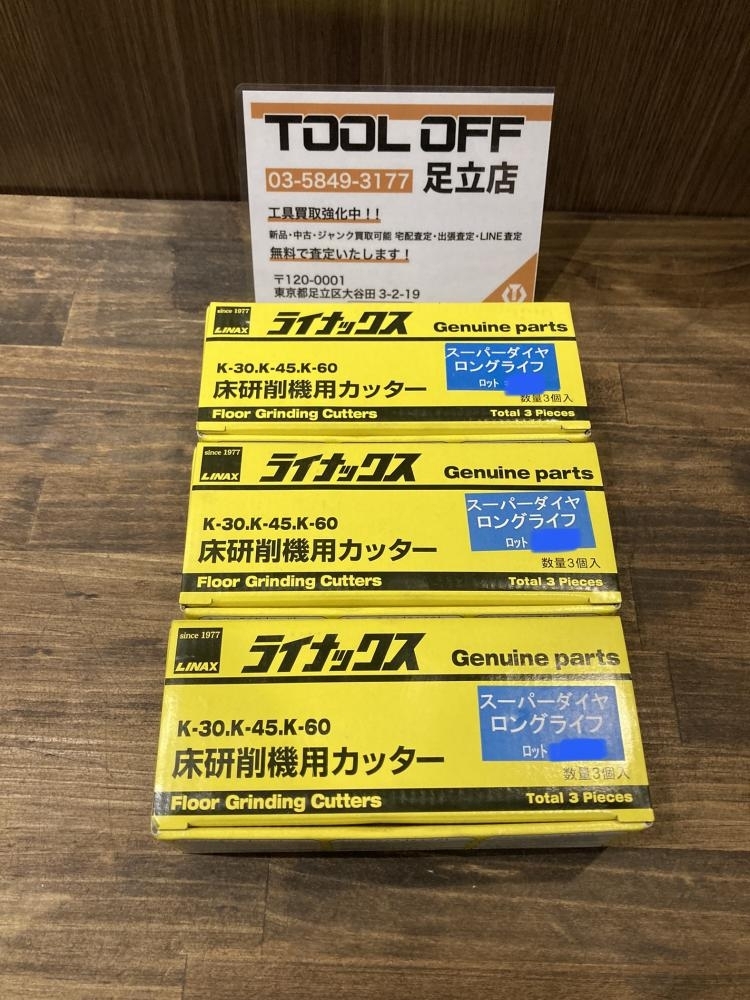 TOOL OFF
03-5849-3177 足立店
工具買取強化中！！
新品・中古・ジャンク買取可能 宅配査定・出張査定・LINE査定
無料で査定いたします！
〒120-0001
東京都足立区大谷田 3-2-19
since 1977
LINAX
ライナックス
Genuine parts
K-30.K-45.K-60
スーパーダイヤ
ロングライフ
ロット
床研削機用カッター
数量3個入
Floor Grinding Cutters
Total 3 Pieces
since 1977
LINAX
ライナックス
Genuine parts
K-30.K-45.K-60
スーパーダイヤ
ロングライフ
ロット
床研削機用カッター
数量3個入
Floor Grinding Cutters
Total 3 Pieces
since 1977
LINAX
ライナックス
Genuine parts
K-30.K-45.K-60
スーパーダイヤ
ロングライフ
ロット
床研削機用カッター
数量3個入
Floor Grinding Cutters
Total 3 Pieces